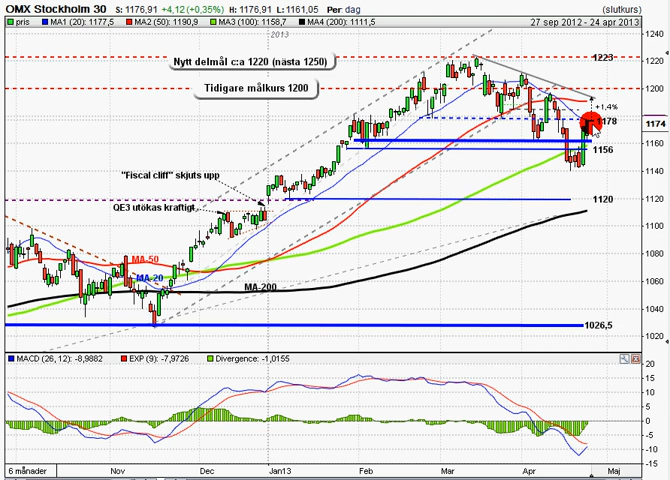 OMX Stockholm 30 S: 1176,91 +4,12 (+0,35%) H: 1176,91 L: 1161,05 Per dag (slutkurs)
pris MA1 (20): 1177,5 MA2 (50): 1190,9 MA3 (100): 1158,7 MA4 (200): 1111,5 27 sep 2012 - 24 apr 2013
2013
1240
1223
1220
Nytt delmål c:a 1220 (nästa 1250)
1200
Tidigare målkurs 1200
+1,4%
1178
1174
1160
1156
1140
"Fiscal cliff" skjuts upp
1120
1120
QE3 utökas kraftigt
1100
1080
MA-50
MA-20
1060
MA-200
1040
1026,5
1020
MACD (26, 12): -8,9882 EXP (9): -7,9726 Divergence: -1,0155
20
15
10
5
0
-5
-10
-15
6 månader Nov Dec Jan13 Feb Mar Apr Maj